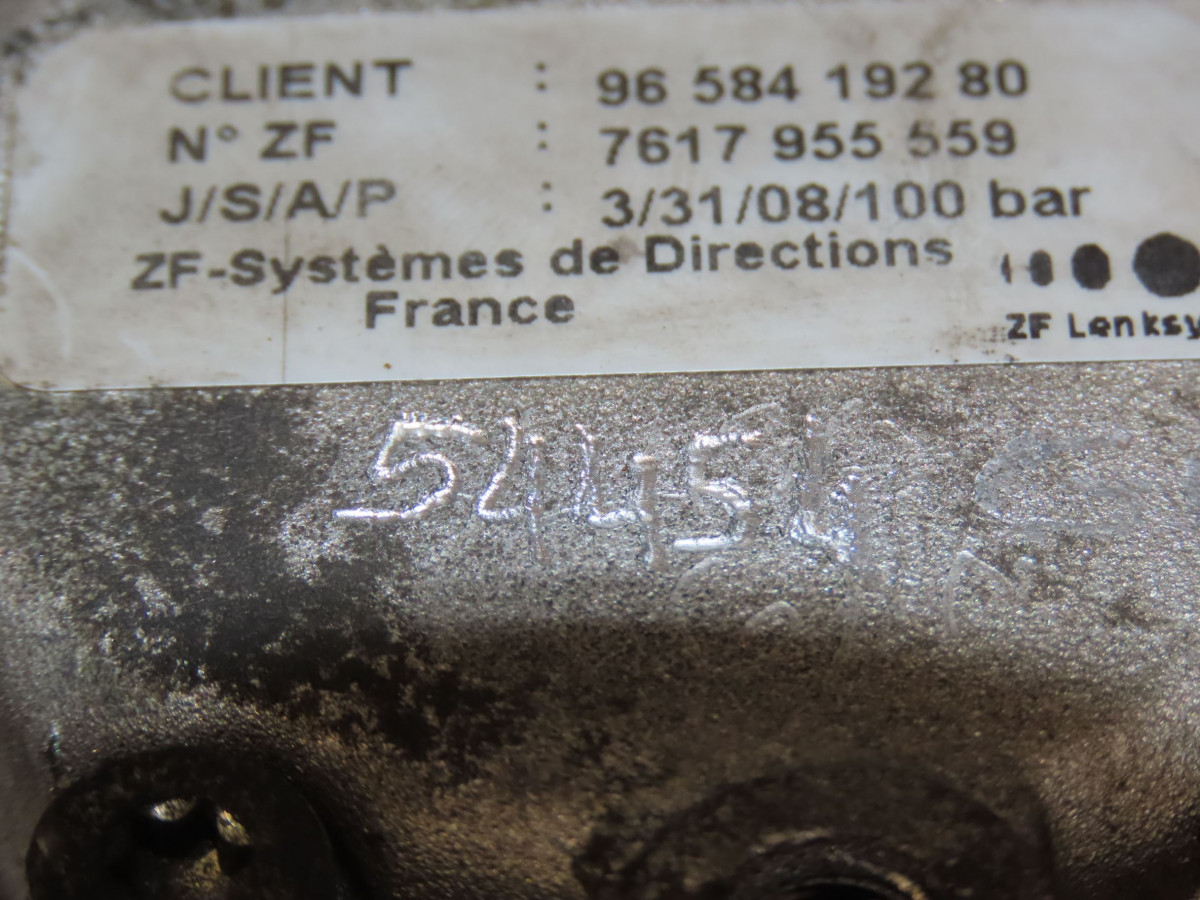 CLIENT : 96 584 192 80
N° ZF : 7617 955 559
J/S/A/P : 3/31/08/100 bar
ZF-Systèmes de Directions
France
ZF Lenksy
54454